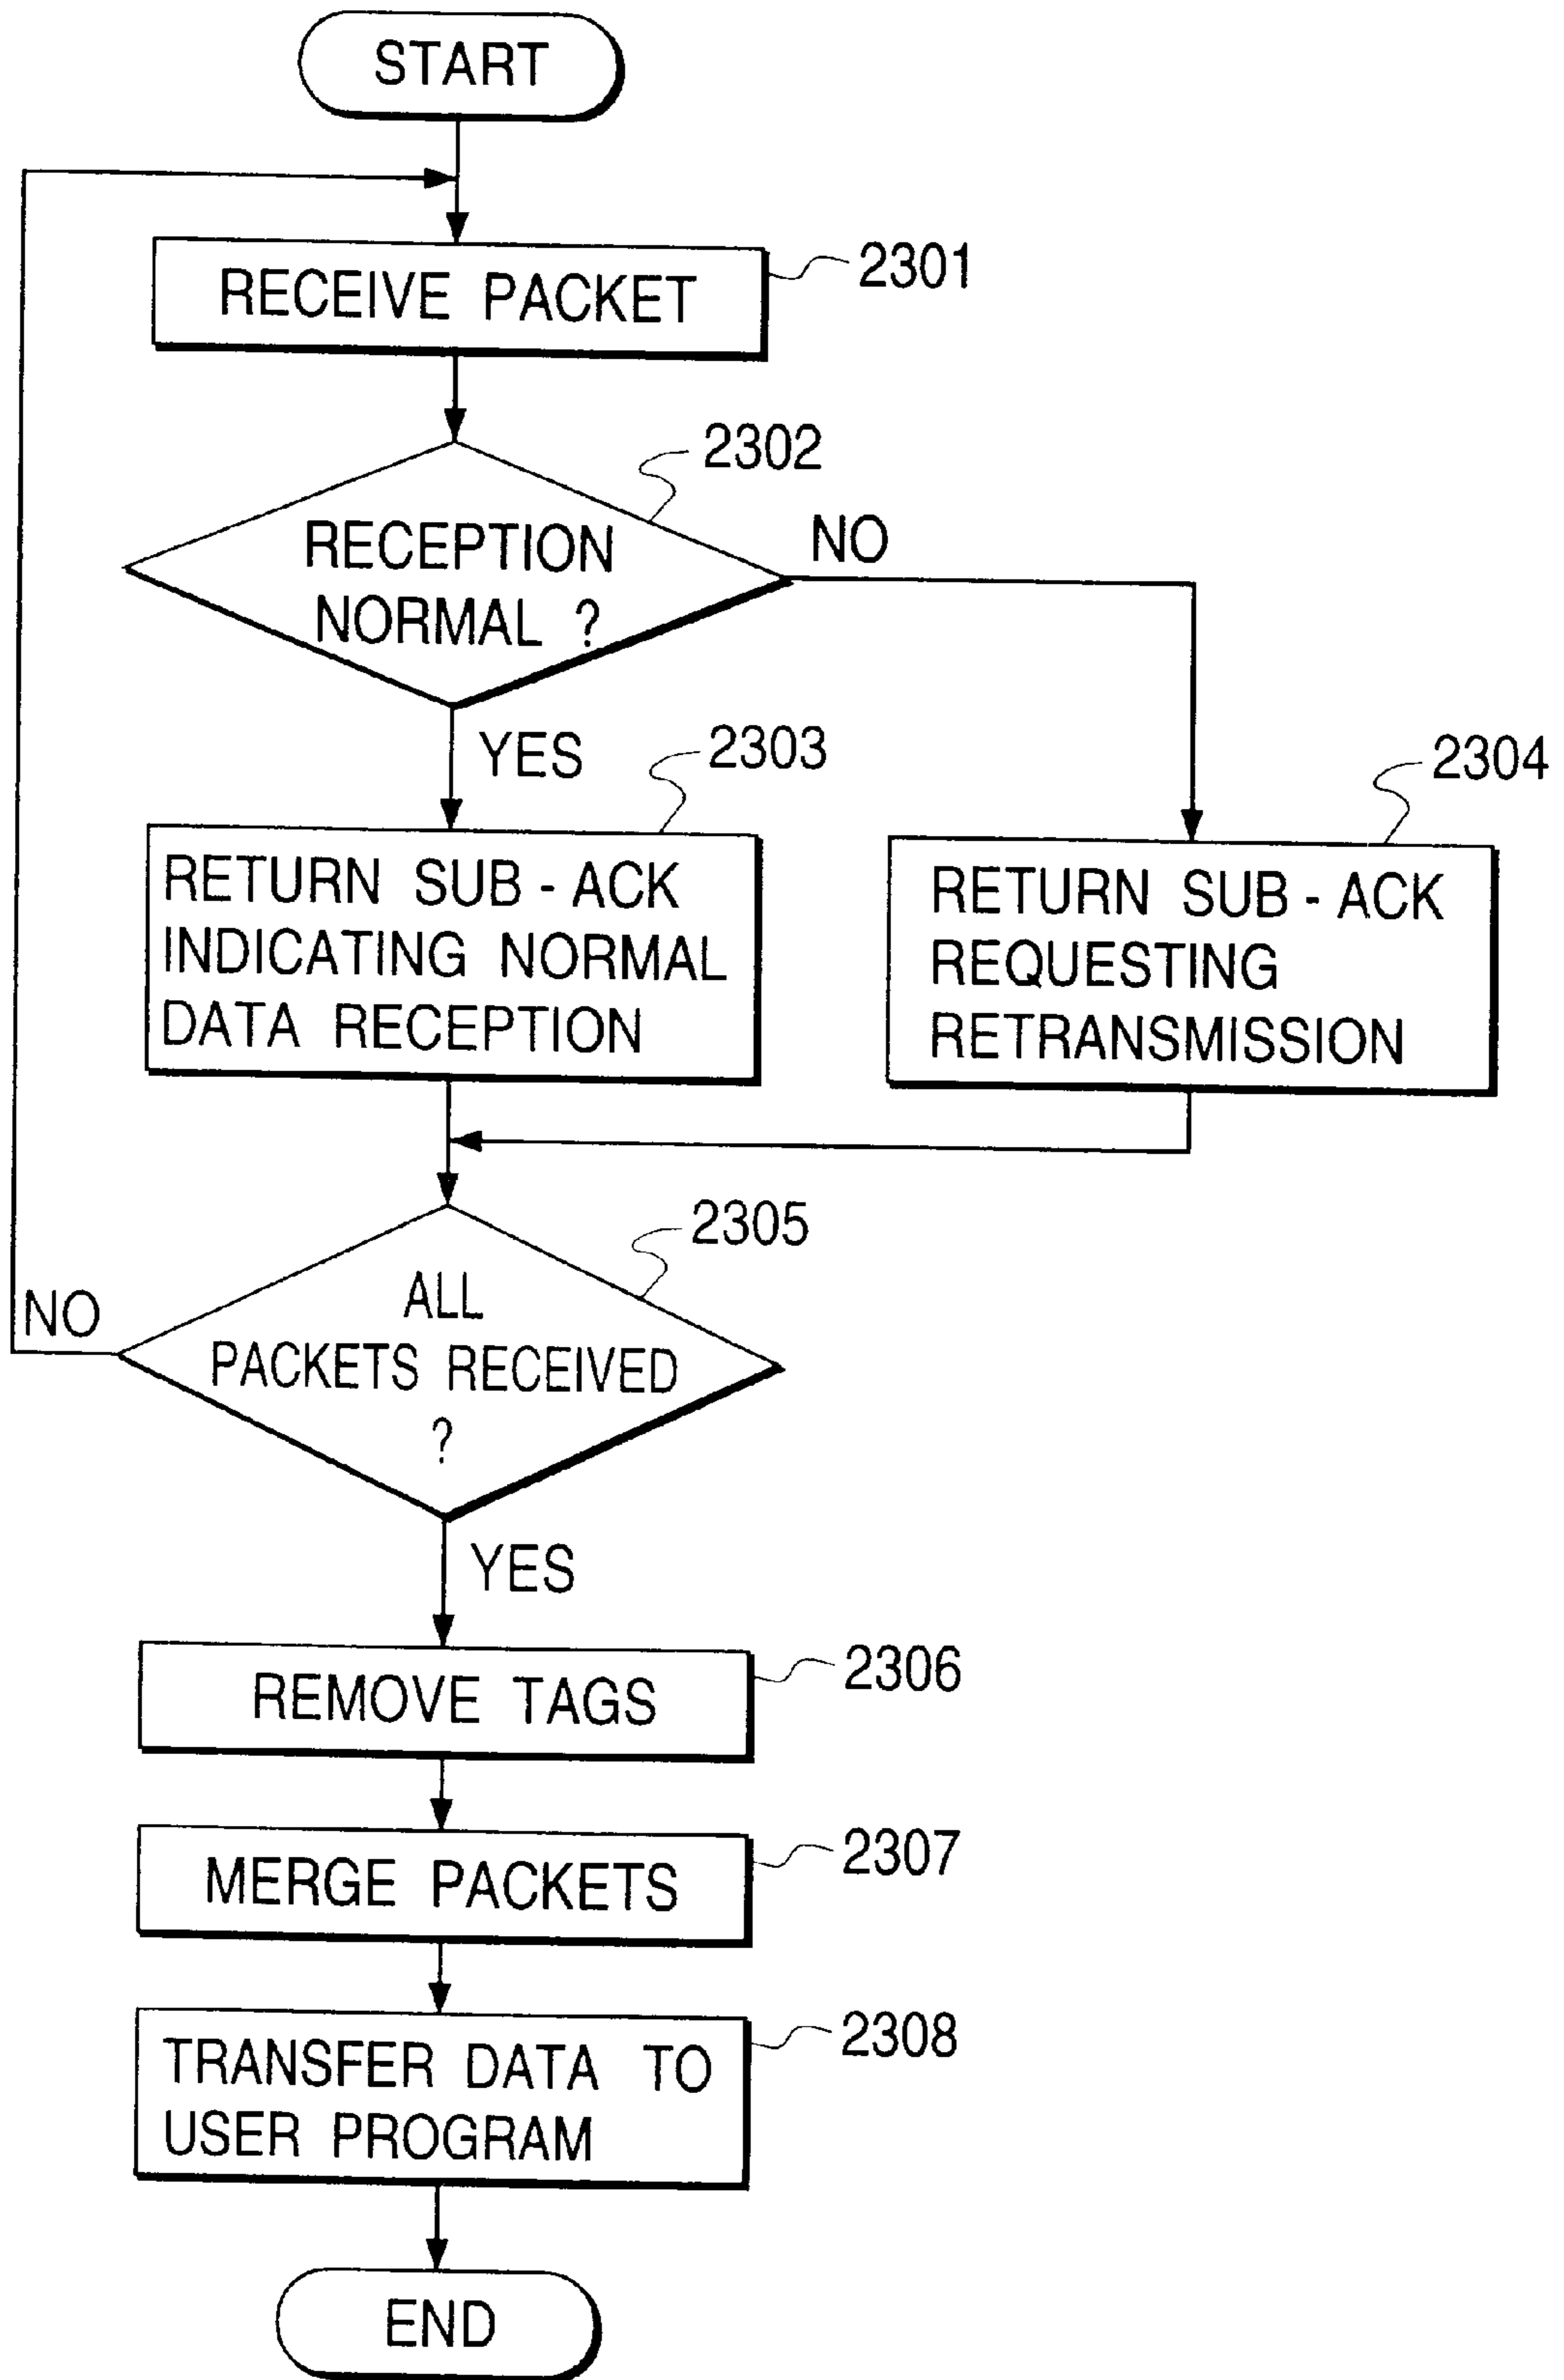 START
RECEIVE PACKET
2301
2302
RECEPTION
NORMAL ?
NO
YES
2303
RETURN SUB - ACK
INDICATING NORMAL
DATA RECEPTION
2304
RETURN SUB - ACK
REQUESTING
RETRANSMISSION
2305
ALL
PACKETS RECEIVED
?
NO
YES
REMOVE TAGS
2306
MERGE PACKETS
2307
TRANSFER DATA TO
USER PROGRAM
2308
END